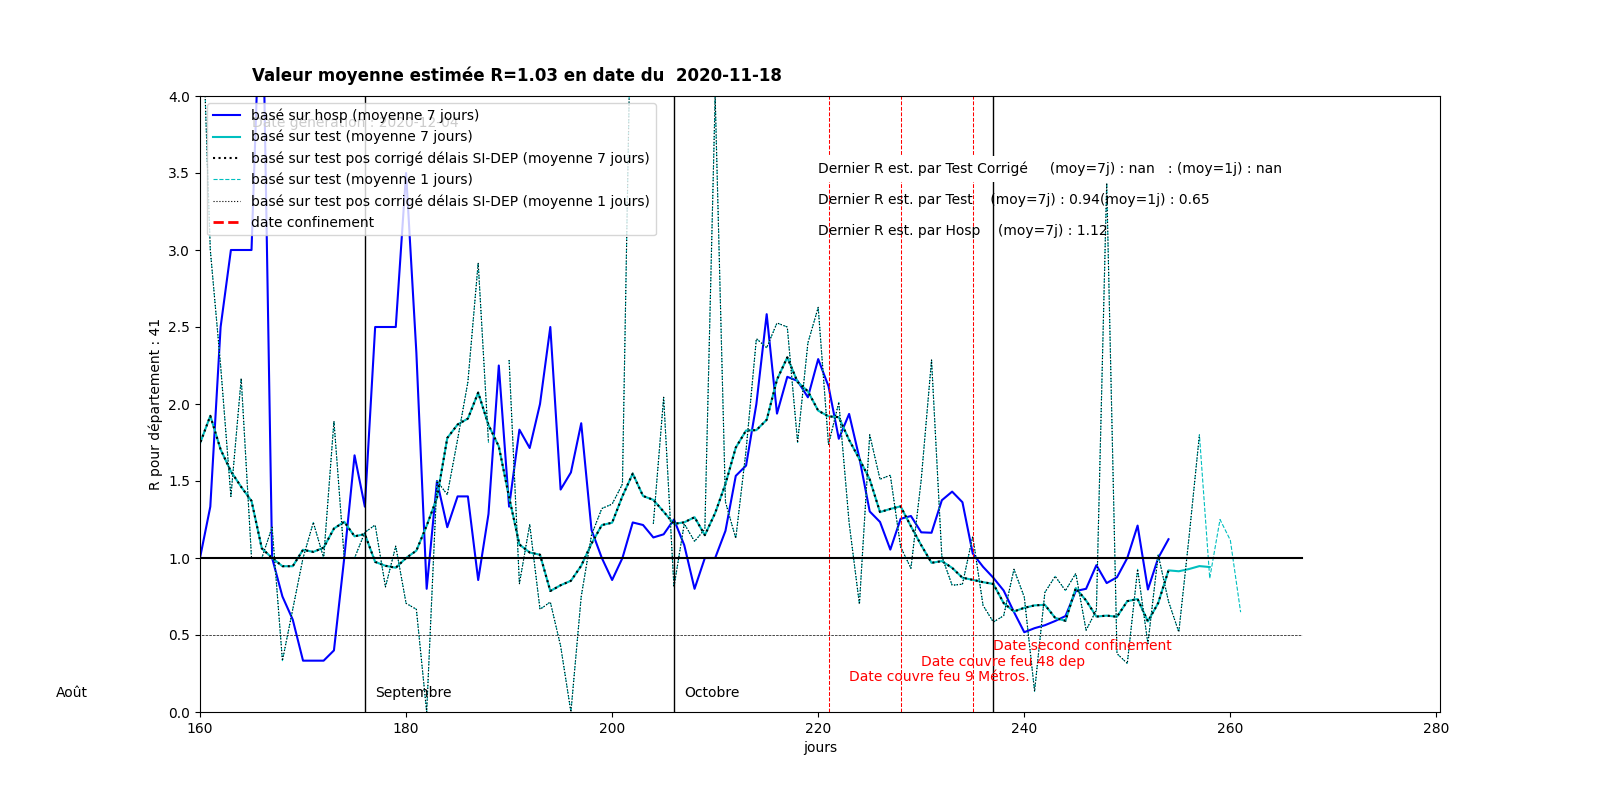 Valeur moyenne estimée R=1.03 en date du  2020-11-18
Date génération : 2020-12-04
basé sur hosp (moyenne 7 jours)
basé sur test (moyenne 7 jours)
basé sur test pos corrigé délais SI-DEP (moyenne 7 jours)
basé sur test (moyenne 1 jours)
basé sur test pos corrigé délais SI-DEP (moyenne 1 jours)
date confinement
Dernier R est. par Test Corrigé     (moy=7j) : nan   : (moy=1j) : nan
Dernier R est. par Test    (moy=7j) : 0.94(moy=1j) : 0.65
Dernier R est. par Hosp    (moy=7j) : 1.12
4.0
3.5
3.0
2.5
2.0
1.5
1.0
0.5
0.0
R pour département : 41
Date second confinement
Date couvre feu 48 dep
Date couvre feu 9 Métros.
Août
Septembre
Octobre
160
180
200
220
240
260
280
jours